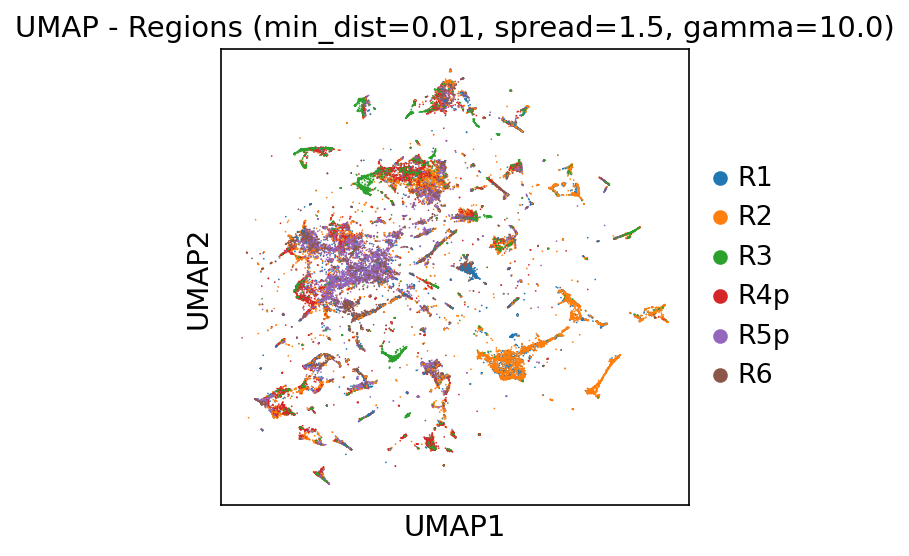 UMAP - Regions (min_dist=0.01, spread=1.5, gamma=10.0)
UMAP2
R1
R2
R3
R4p
R5p
R6
UMAP1